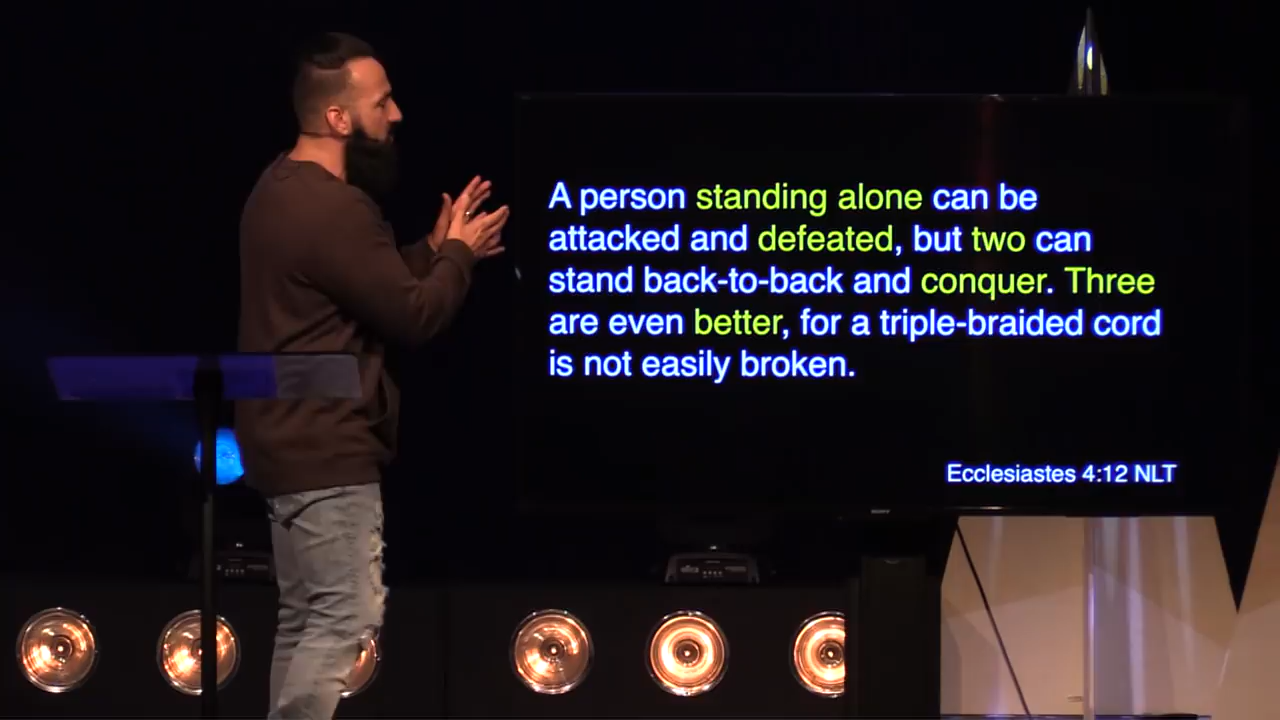 A person standing alone can be
attacked and defeated, but two can
stand back-to-back and conquer. Three
are even better, for a triple-braided cord
is not easily broken.
Ecclesiastes 4:12 NLT
SONY